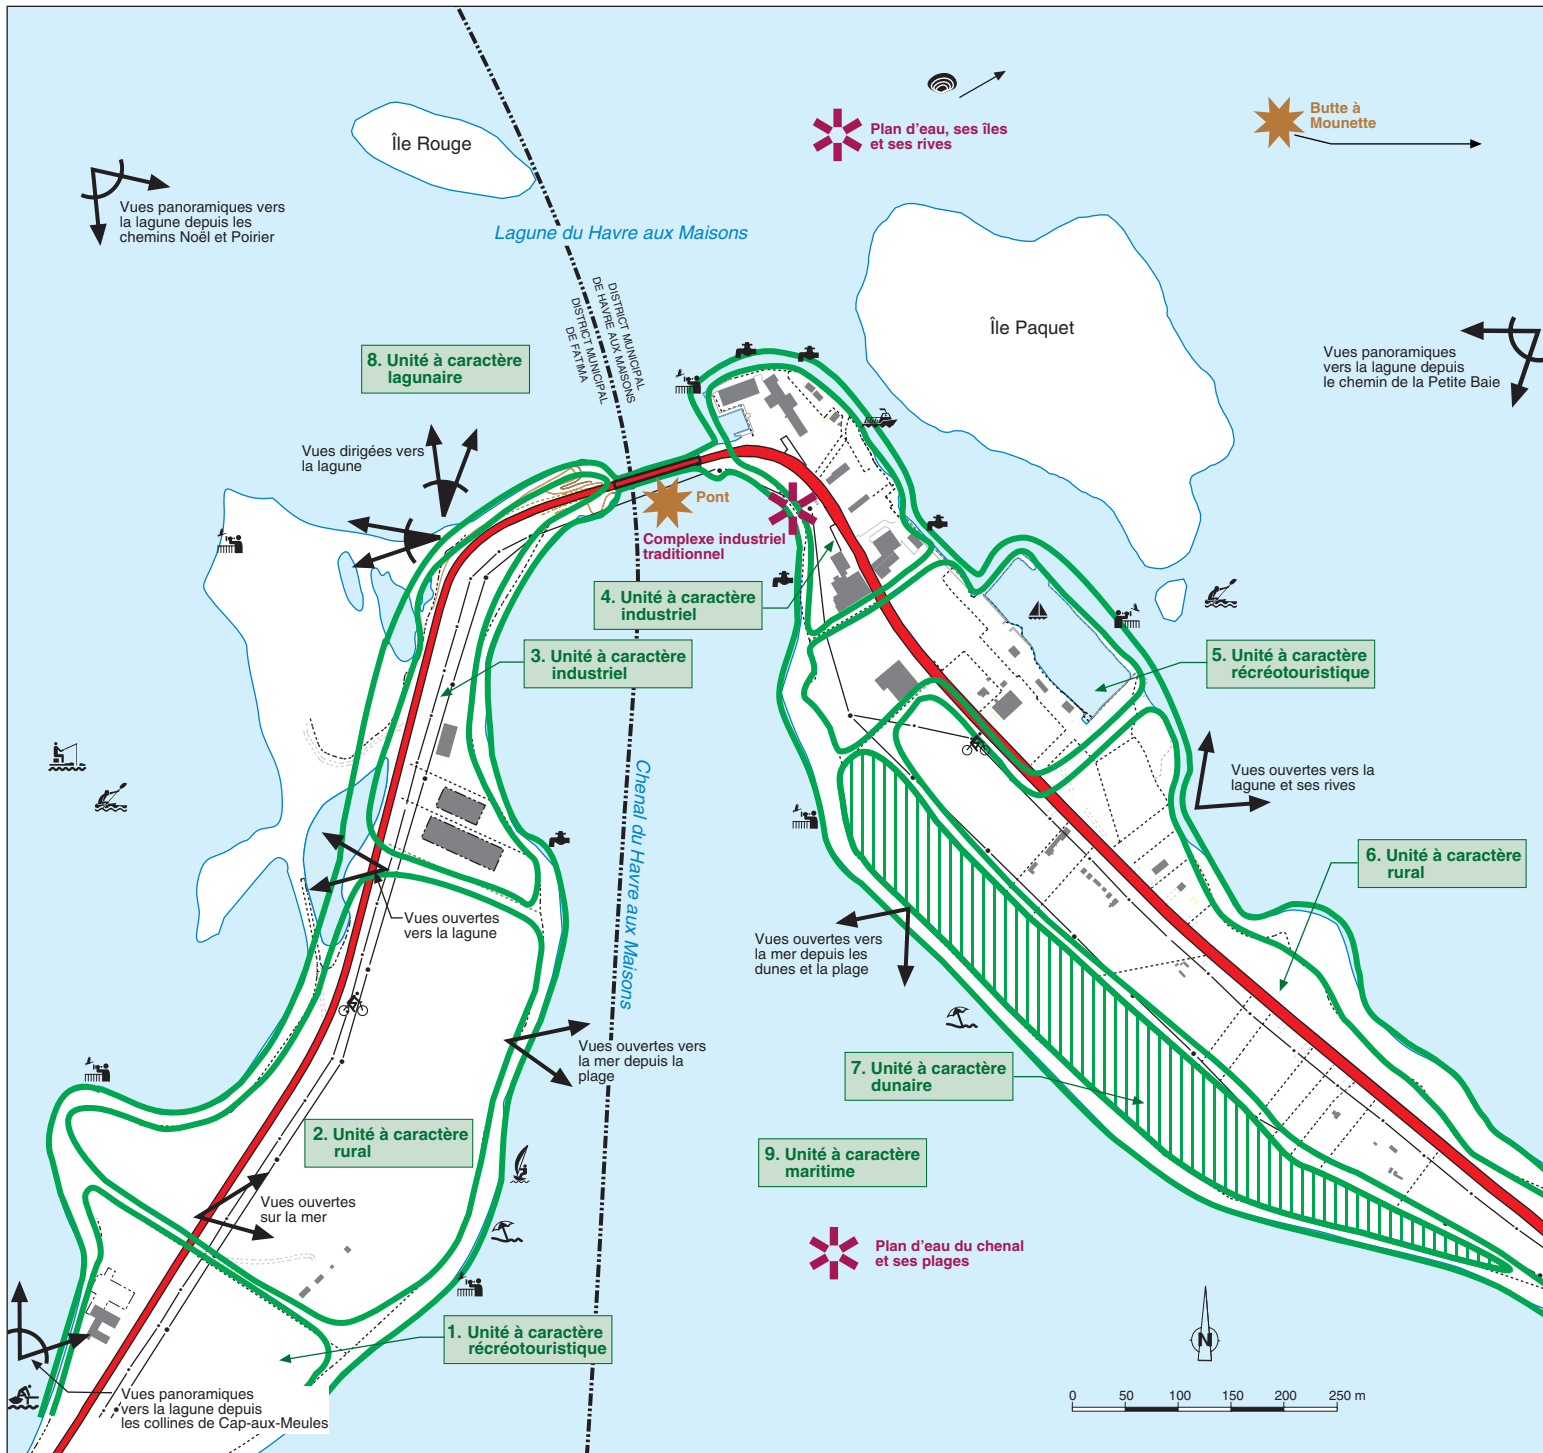 Île Rouge
Plan d'eau, ses îles
et ses rives
Butte à
Mounette
Vues panoramiques vers
la lagune depuis les
chemins Noël et Poirier
Lagune du Havre aux Maisons
DISTRICT MUNICIPAL
DE HAVRE AUX MAISONS
DISTRICT MUNICIPAL
DE FATIMA
Île Paquet
Vues panoramiques
vers la lagune depuis
le chemin de la Petite Baie
8. Unité à caractère
lagunaire
Vues dirigées vers
la lagune
Pont
Complexe industriel
traditionnel
4. Unité à caractère
industriel
3. Unité à caractère
industriel
5. Unité à caractère
récréotouristique
Chenal du Havre aux Maisons
Vues ouvertes vers la
lagune et ses rives
6. Unité à caractère
rural
Vues ouvertes
vers la lagune
Vues ouvertes vers
la mer depuis les
dunes et la plage
Vues ouvertes vers
la mer depuis la
plage
7. Unité à caractère
dunaire
2. Unité à caractère
rural
9. Unité à caractère
maritime
Vues ouvertes
sur la mer
Plan d'eau du chenal
et ses plages
1. Unité à caractère
récréotouristique
N
Vues panoramiques
vers la lagune depuis
les collines de Cap-aux-Meules
0 50 100 150 200 250 m